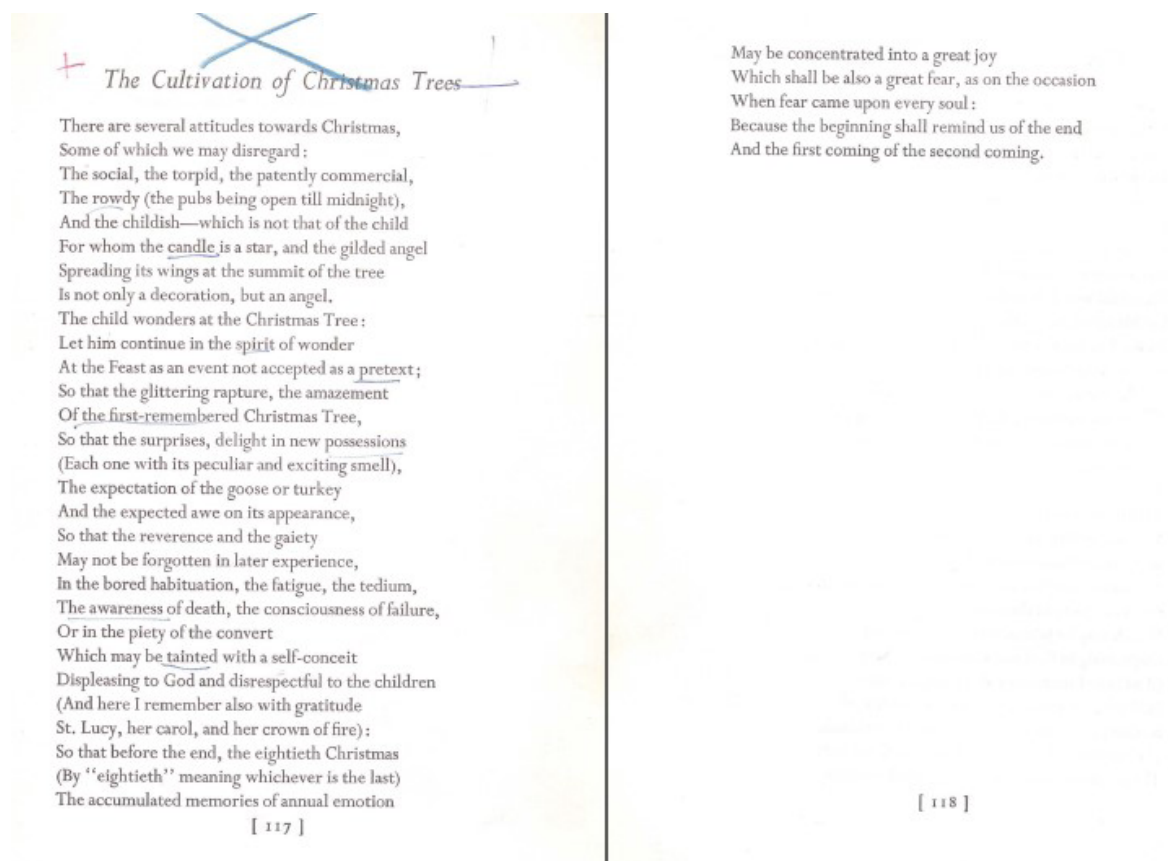 The Cultivation of Christmas Trees
There are several attitudes towards Christmas,
Some of which we may disregard:
The social, the torpid, the patently commercial,
The rowdy (the pubs being open till midnight),
And the childish—which is not that of the child
For whom the candle is a star, and the gilded angel
Spreading its wings at the summit of the tree
Is not only a decoration, but an angel.
The child wonders at the Christmas Tree:
Let him continue in the spirit of wonder
At the Feast as an event not accepted as a pretext;
So that the glittering rapture, the amazement
Of the first-remembered Christmas Tree,
So that the surprises, delight in new possessions
(Each one with its peculiar and exciting smell),
The expectation of the goose or turkey
And the expected awe on its appearance,
So that the reverence and the gaiety
May not be forgotten in later experience,
In the bored habituation, the fatigue, the tedium,
The awareness of death, the consciousness of failure,
Or in the piety of the convert
Which may be tainted with a self-conceit
Displeasing to God and disrespectful to the children
(And here I remember also with gratitude
St. Lucy, her carol, and her crown of fire):
So that before the end, the eightieth Christmas
(By "eightieth" meaning whichever is the last)
The accumulated memories of annual emotion
[ 117 ]
May be concentrated into a great joy
Which shall be also a great fear, as on the occasion
When fear came upon every soul:
Because the beginning shall remind us of the end
And the first coming of the second coming.
[ 118 ]